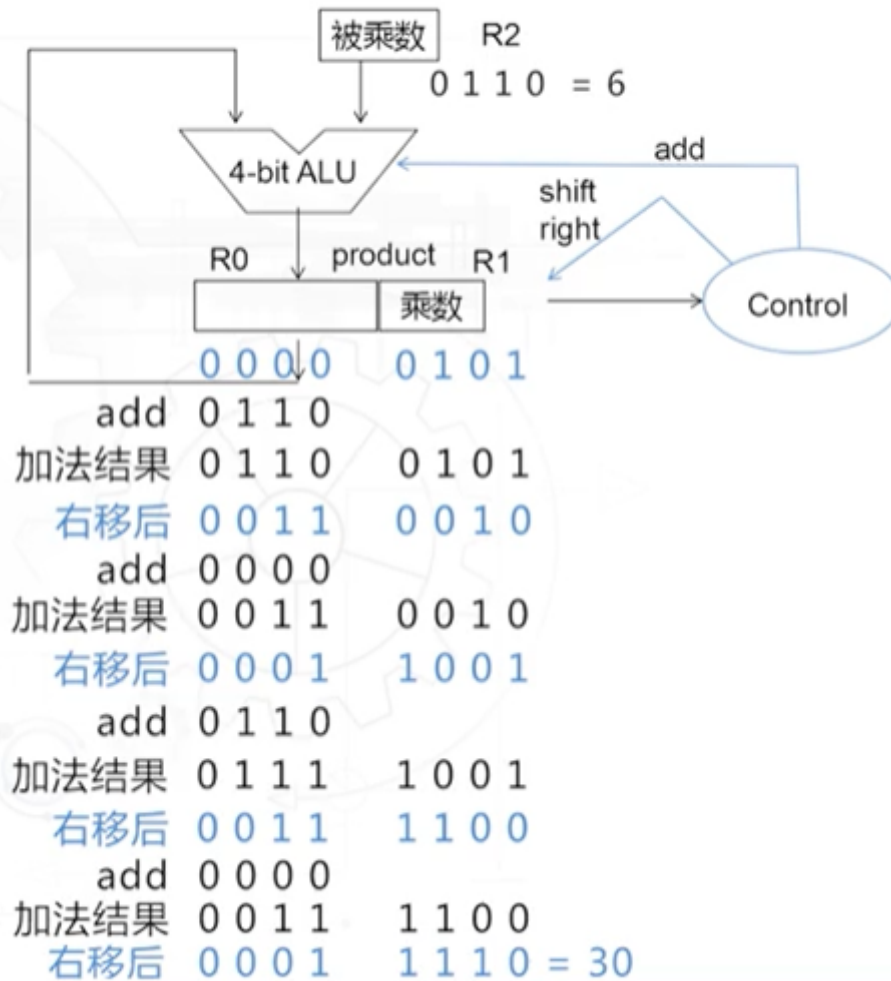 被乘数 R2
0 1 1 0 = 6
4-bit ALU
add
shift
right
R0 product R1
乘数
Control
0 0 0 0 0 1 0 1
add 0 1 1 0
加法结果 0 1 1 0 0 1 0 1
右移后 0 0 1 1 0 0 1 0
add 0 0 0 0
加法结果 0 0 1 1 0 0 1 0
右移后 0 0 0 1 1 0 0 1
add 0 1 1 0
加法结果 0 1 1 1 1 0 0 1
右移后 0 0 1 1 1 1 0 0
add 0 0 0 0
加法结果 0 0 1 1 1 1 0 0
右移后 0 0 0 1 1 1 1 0 = 30